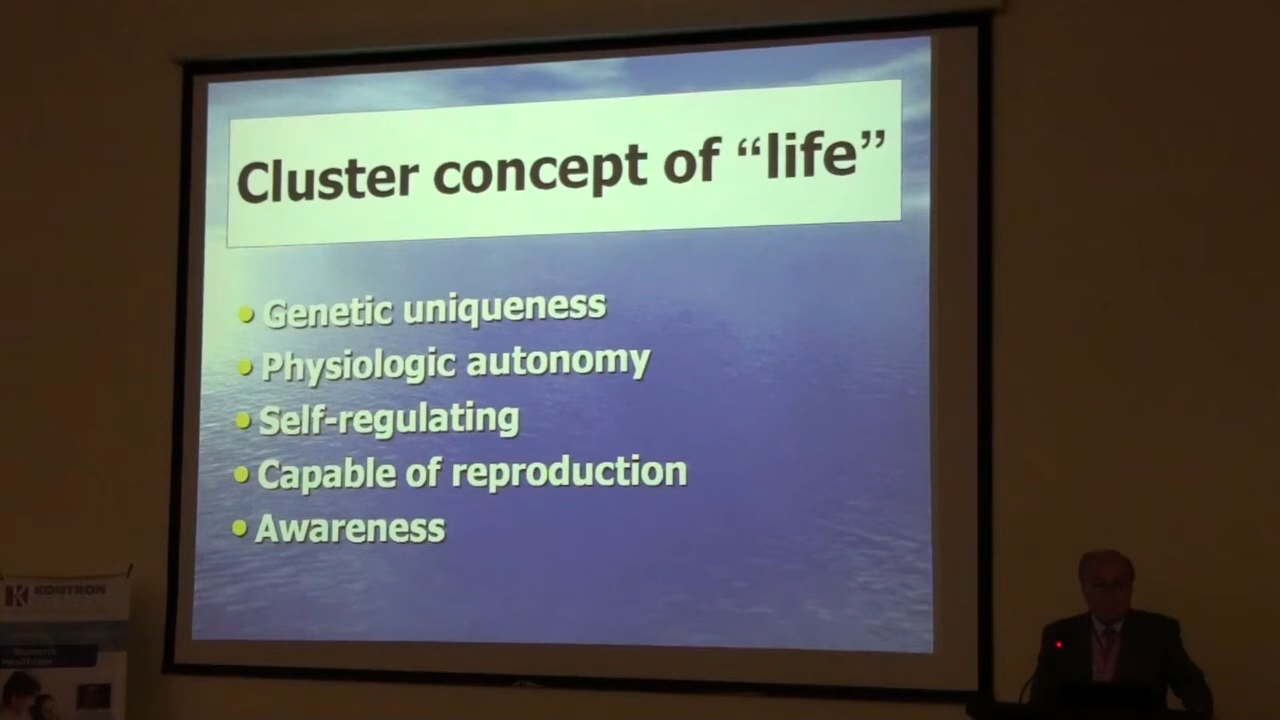 Cluster concept of “life”
• Genetic uniqueness
• Physiologic autonomy
• Self-regulating
• Capable of reproduction
• Awareness
KONTRON